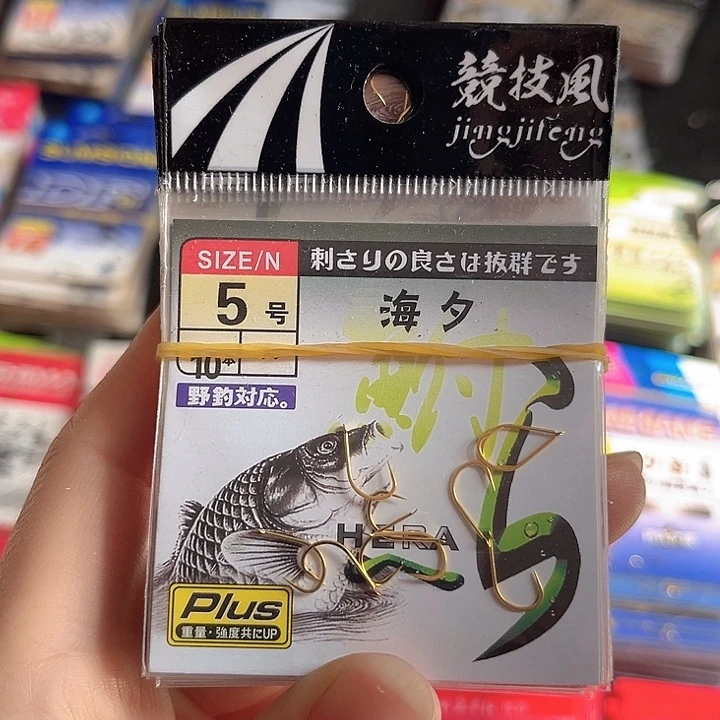 競技風
jingjifeng
SIZE/N
刺さりの良さは抜群です
5号
海夕
10本
野釣対応。
鮒
HERA
Plus
重量・強度共にUP